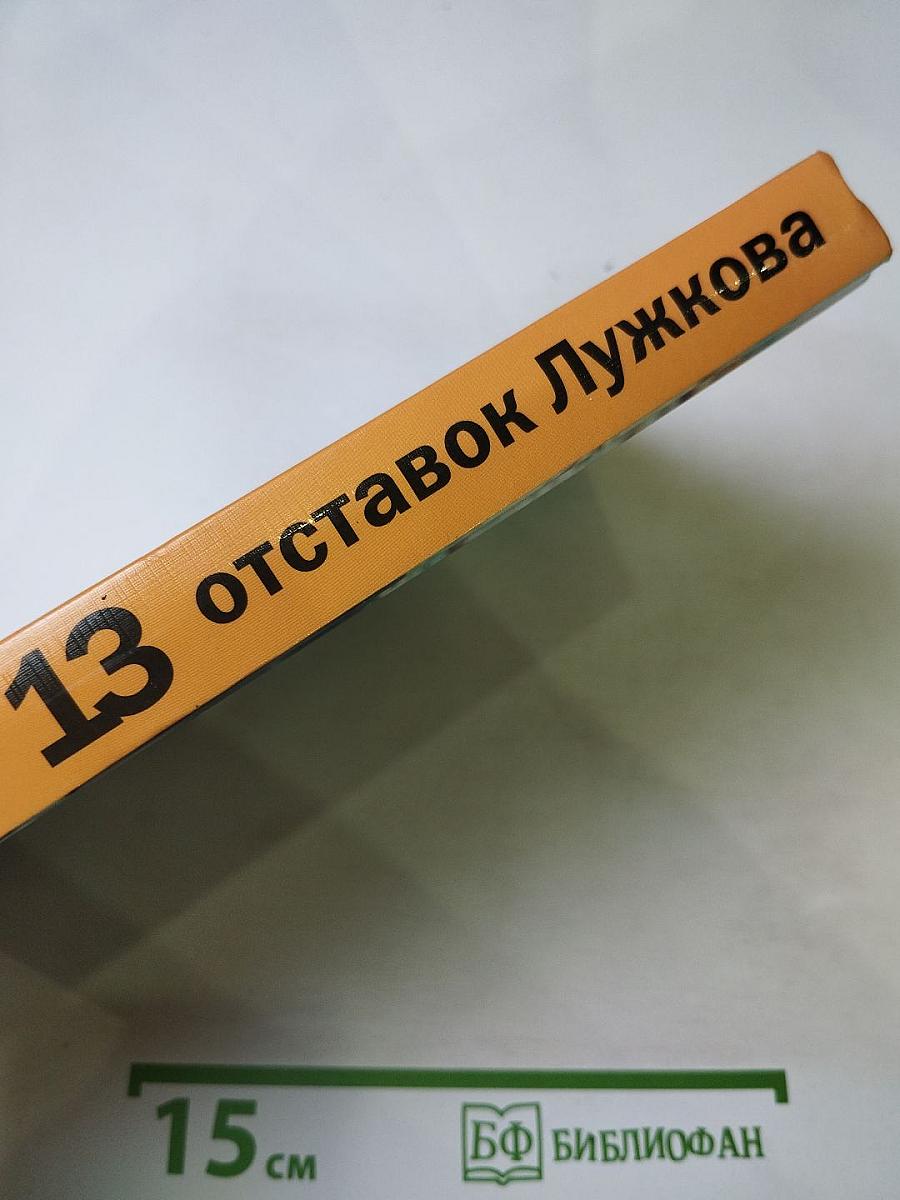 13 отставок Лужкова
15 см
БФ БИБЛИОФАН